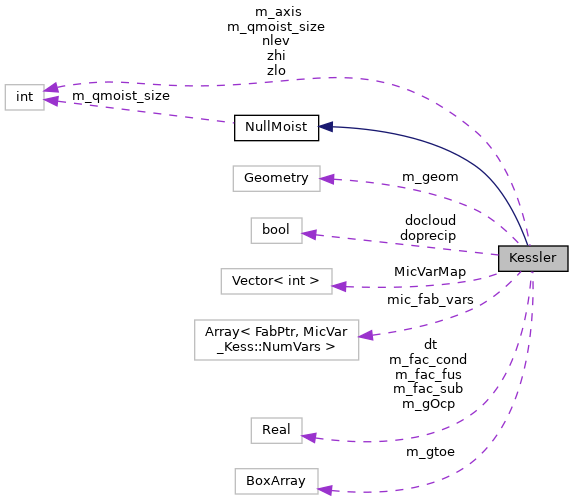 m_axis
m_qmoist_size
nlev
zhi
zlo
int
m_qmoist_size
NullMoist
Geometry
m_geom
bool
docloud
doprecip
Kessler
Vector< int >
MicVarMap
mic_fab_vars
Array< FabPtr, MicVar
_Kess::NumVars >
dt
m_fac_cond
m_fac_fus
m_fac_sub
m_gOcp
Real
m_gtoe
BoxArray